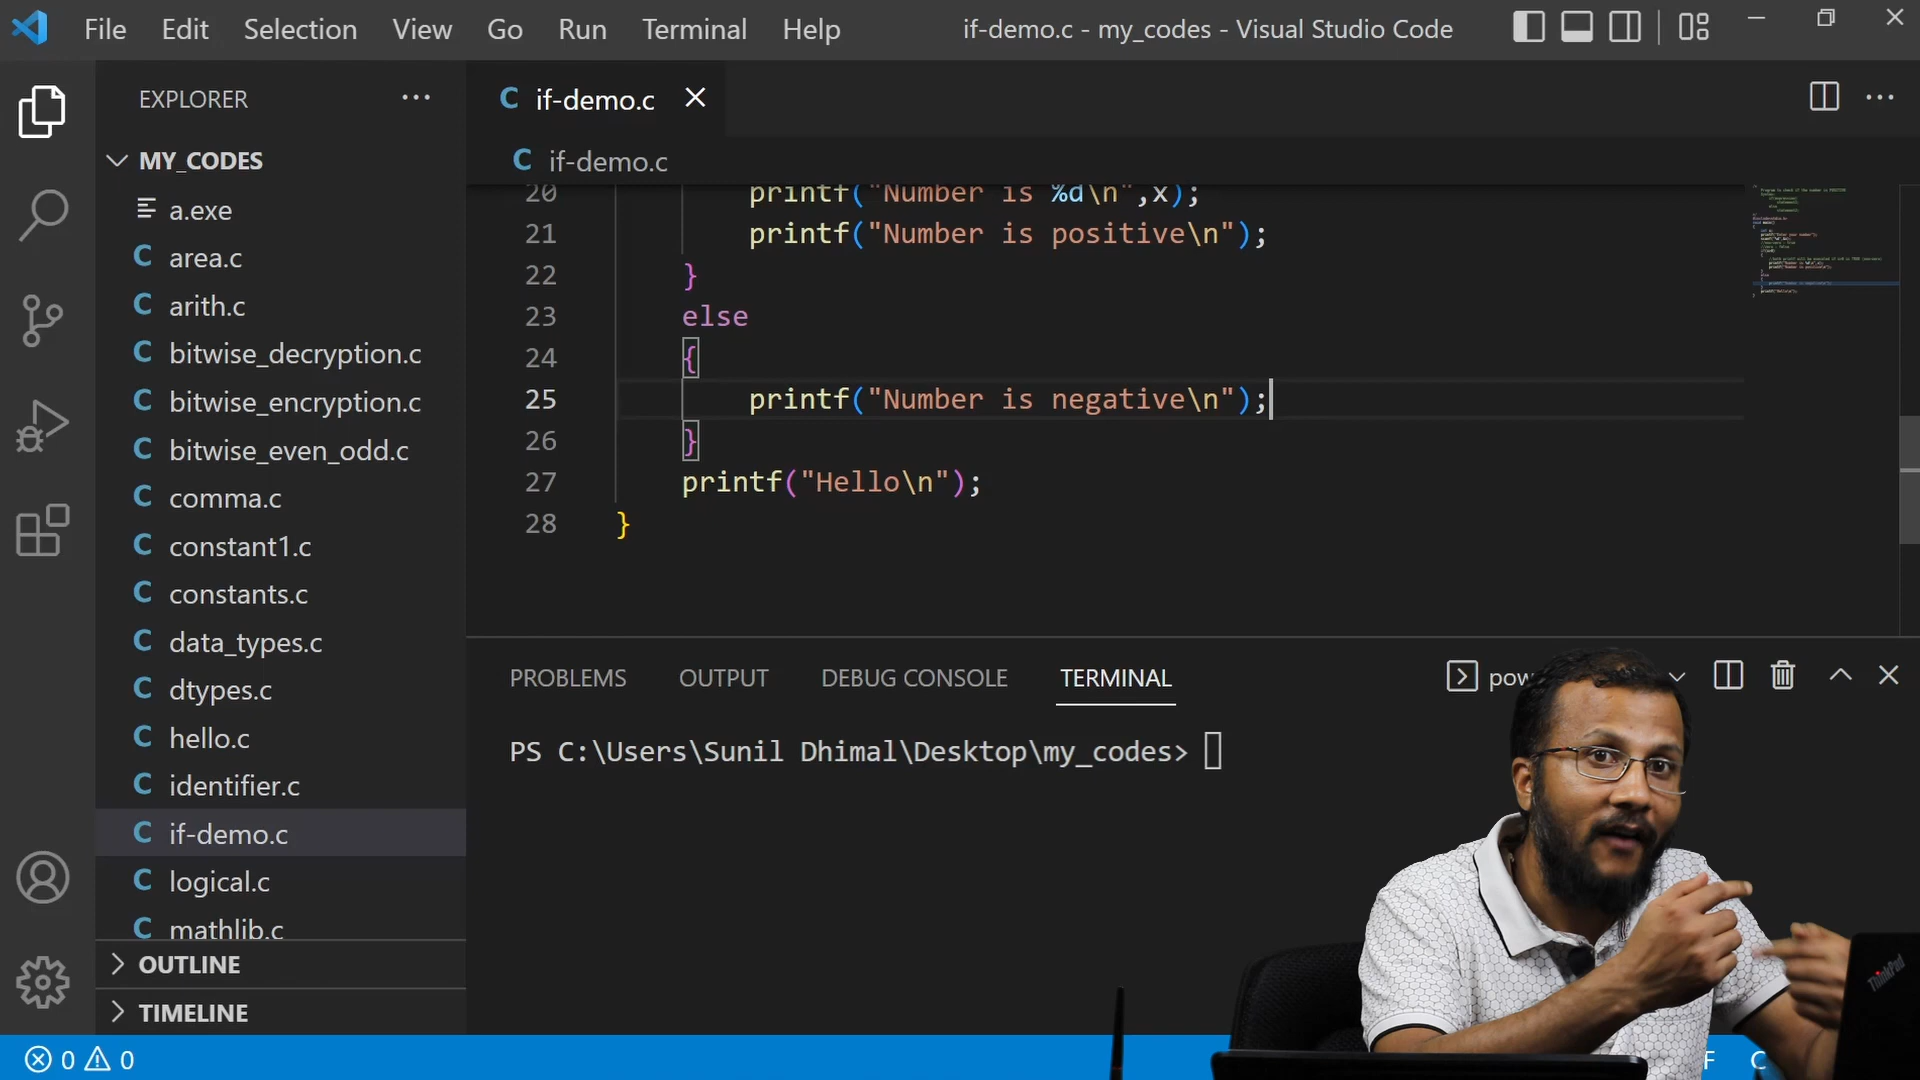 File Edit Selection View Go Run Terminal Help if-demo.c - my_codes - Visual Studio Code
EXPLORER
MY_CODES
a.exe
area.c
arith.c
bitwise_decryption.c
bitwise_encryption.c
bitwise_even_odd.c
comma.c
constant1.c
constants.c
data_types.c
dtypes.c
hello.c
identifier.c
if-demo.c
logical.c
mathlib.c
OUTLINE
TIMELINE
C if-demo.c
C if-demo.c
20 printf("Number is %d\n",x);
21 printf("Number is positive\n");
22 }
23 else
24 {
25 printf("Number is negative\n");
26 }
27 printf("Hello\n");
28 }
PROBLEMS OUTPUT DEBUG CONSOLE TERMINAL
PS C:\Users\Sunil Dhimal\Desktop\my_codes>
ThinkPad
0 0